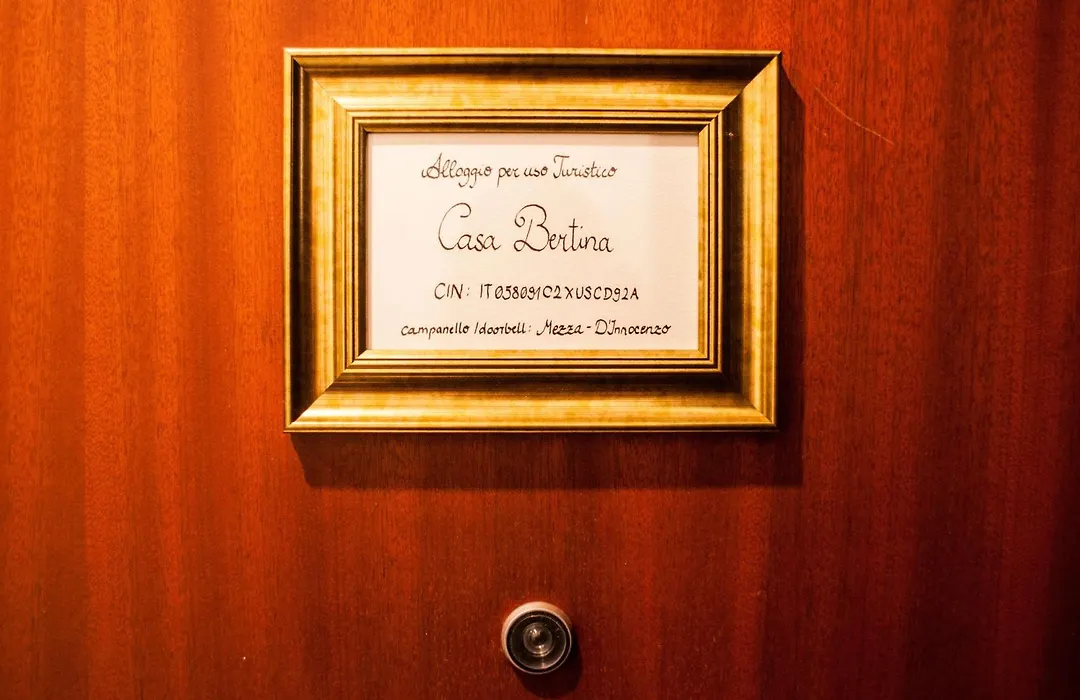 Alloggio per uso Turistico
Casa Bertina
CIN: IT058091C2XUSCD92A
campanello/doorbell: Mezza - D'Innocenzo